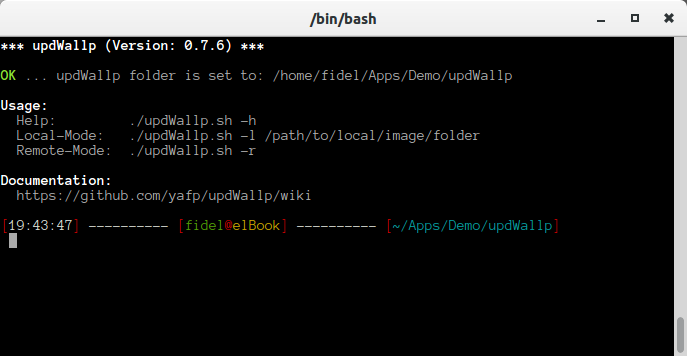 /bin/bash
*** updWallp (Version: 0.7.6) ***
OK ... updWallp folder is set to: /home/fidel/Apps/Demo/updWallp
Usage:
Help: ./updWallp.sh -h
Local-Mode: ./updWallp.sh -l /path/to/local/image/folder
Remote-Mode: ./updWallp.sh -r
Documentation:
https://github.com/yafp/updWallp/wiki
[19:43:47] ---------- [fidel@elBook] ---------- [~/Apps/Demo/updWallp]